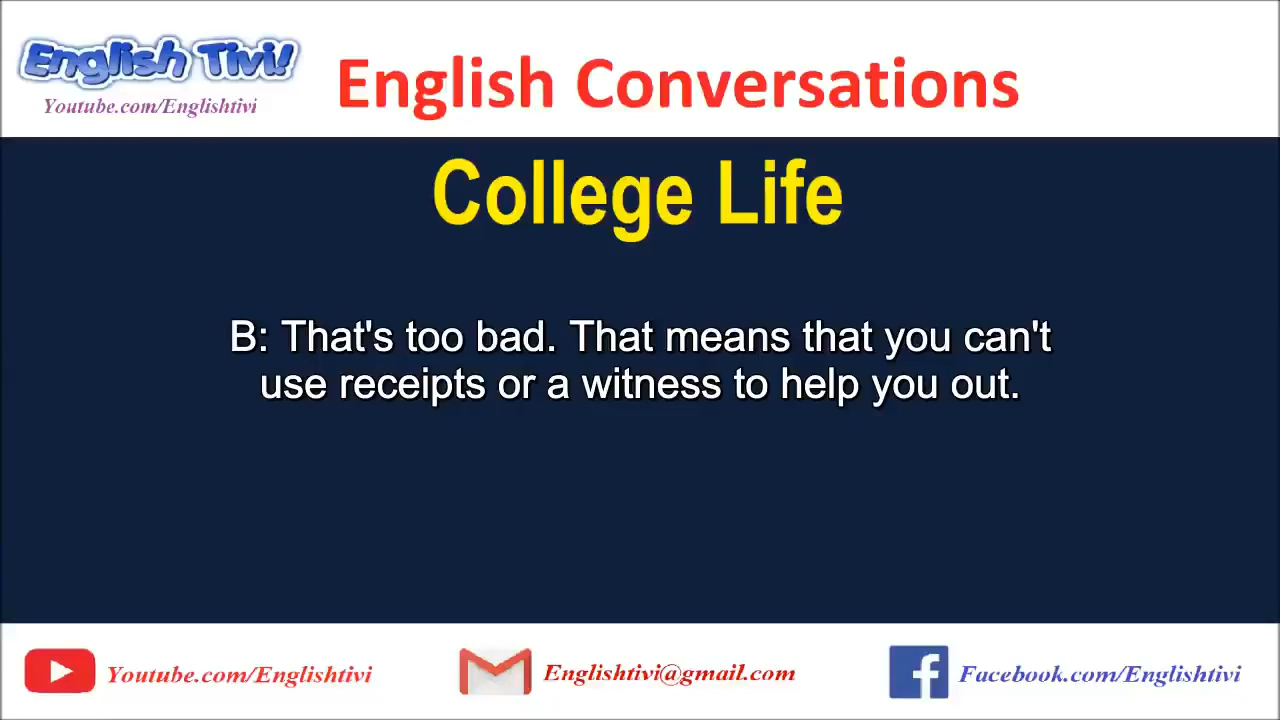 English Tivi!
Youtube.com/Englishtivi
English Conversations
College Life
B: That's too bad. That means that you can't
use receipts or a witness to help you out.
Youtube.com/Englishtivi
Englishtivi@gmail.com
Facebook.com/Englishtivi